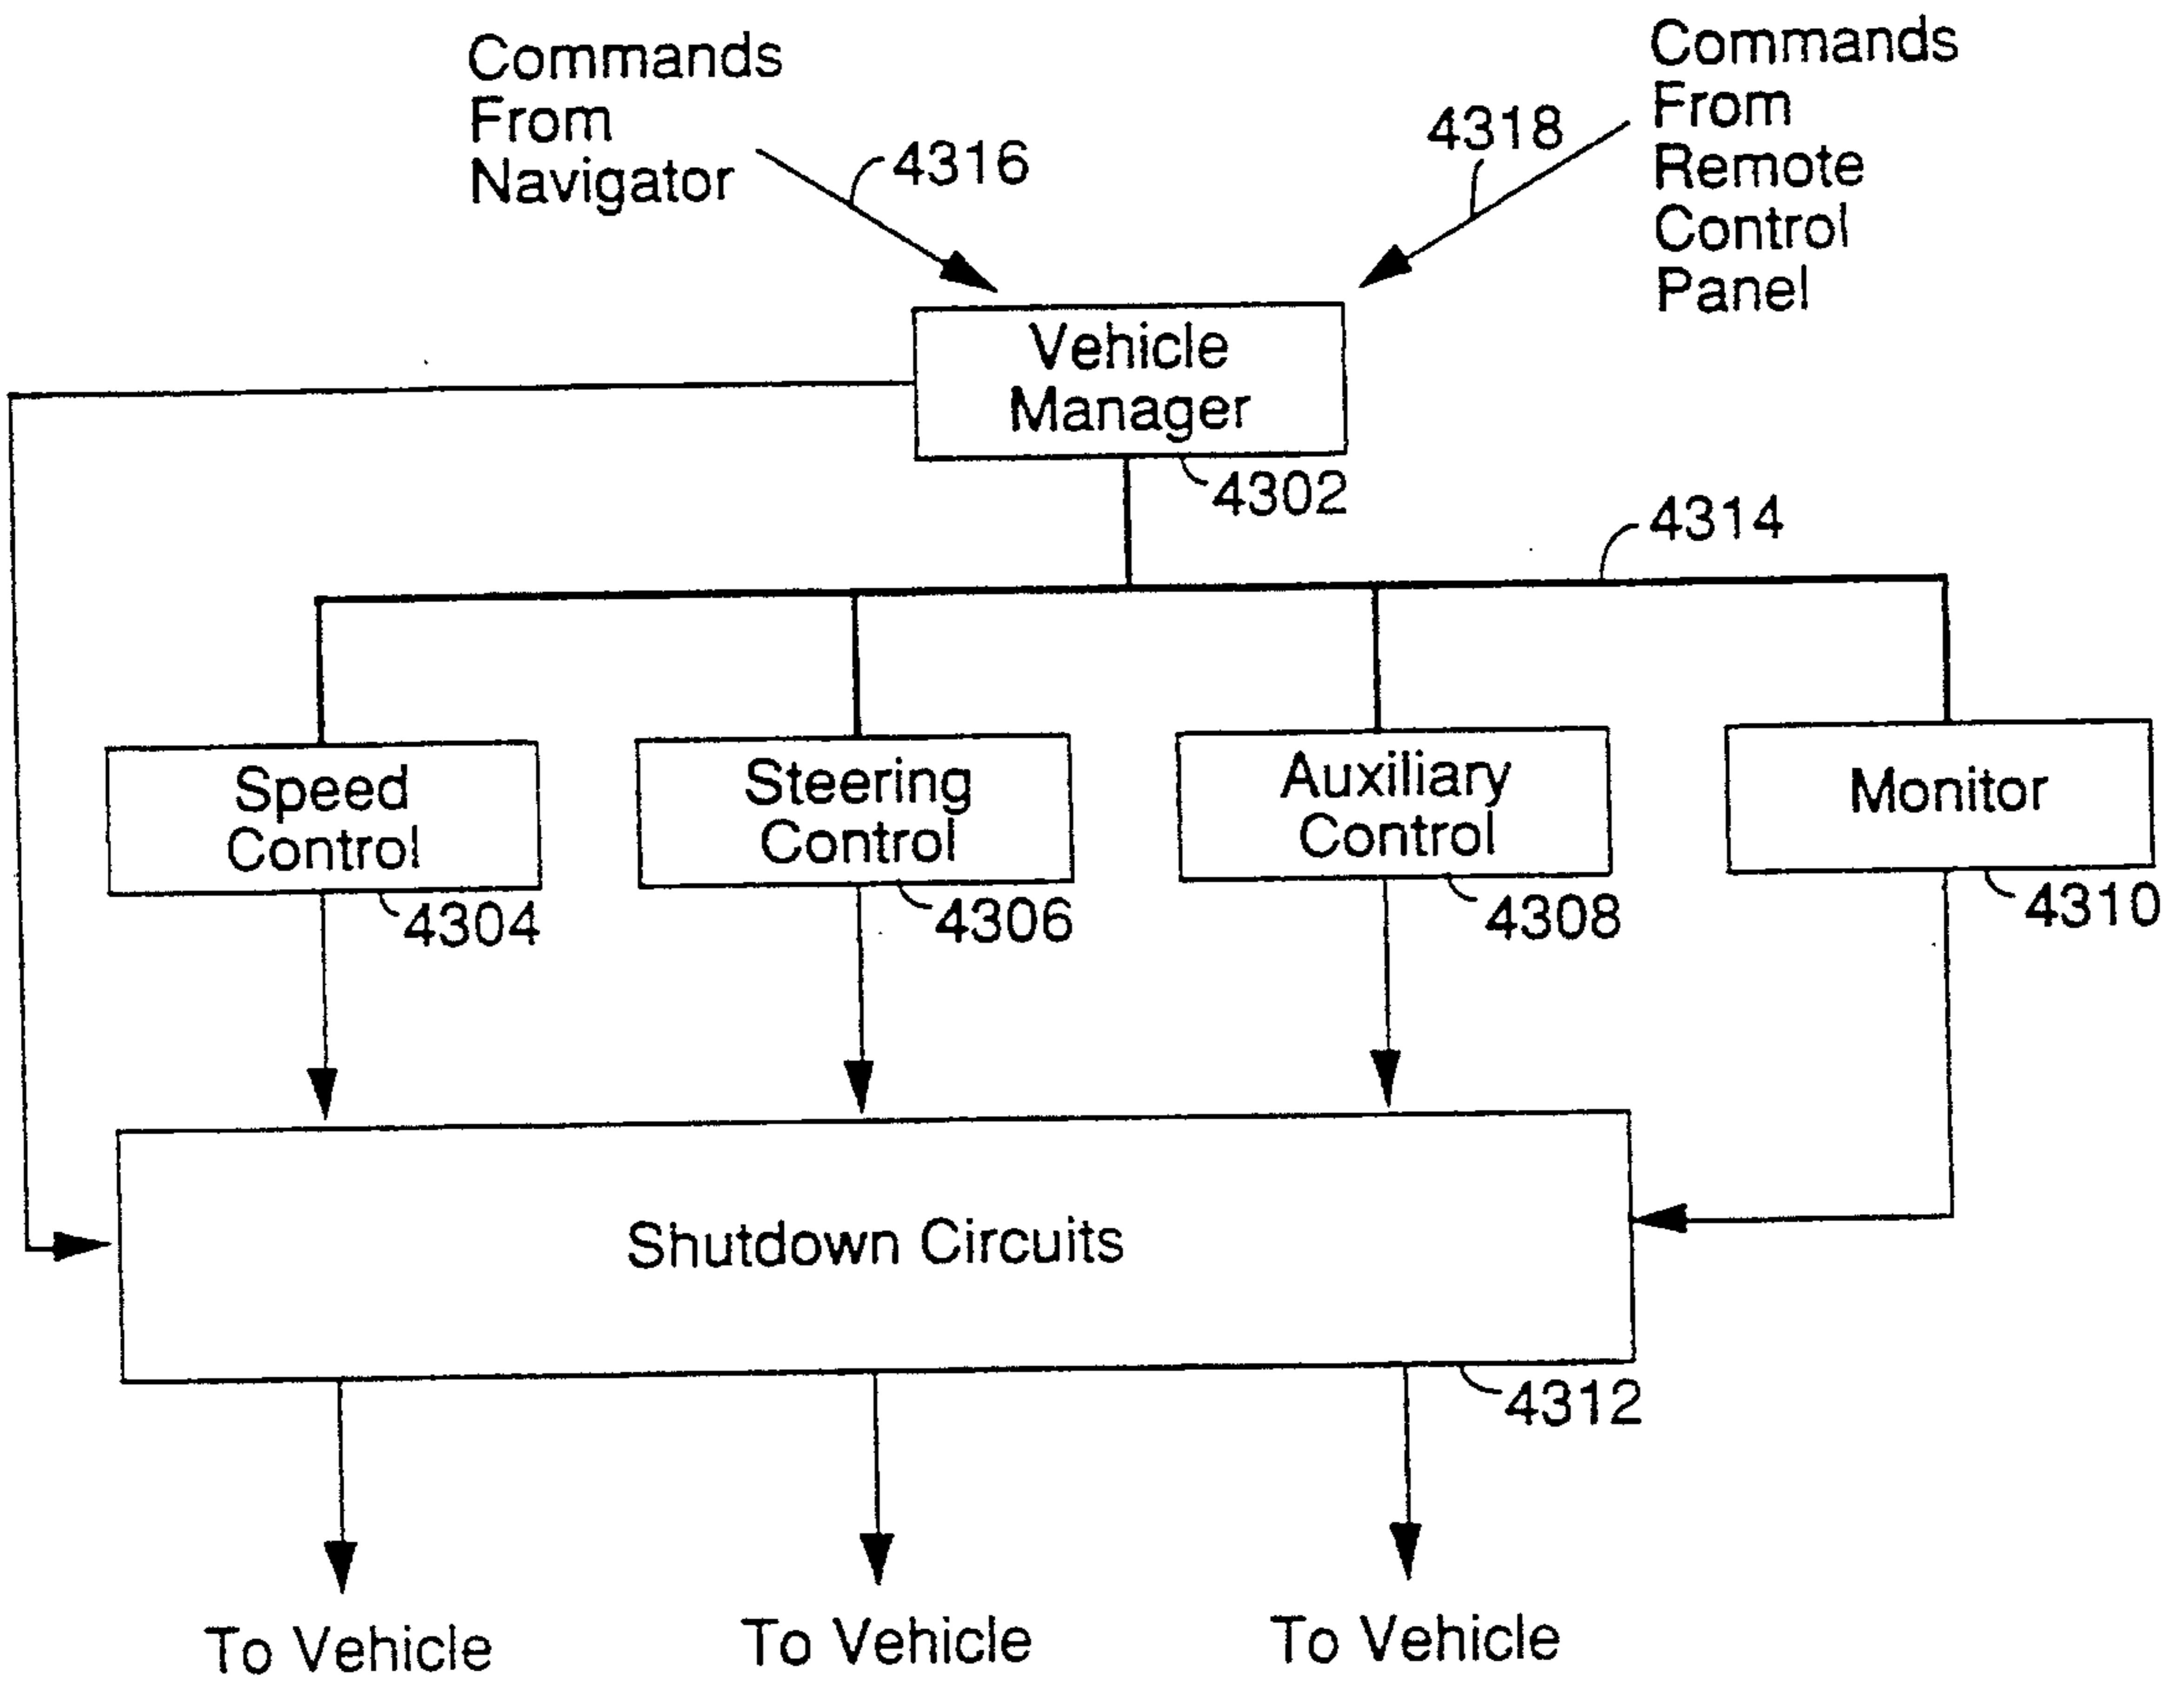 Commands
From
Navigator
4316
4318
Commands
From
Remote
Control
Panel
Vehicle
Manager
4302
4314
Speed
Control
4304
Steering
Control
4306
Auxiliary
Control
4308
Monitor
4310
Shutdown Circuits
4312
To Vehicle
To Vehicle
To Vehicle